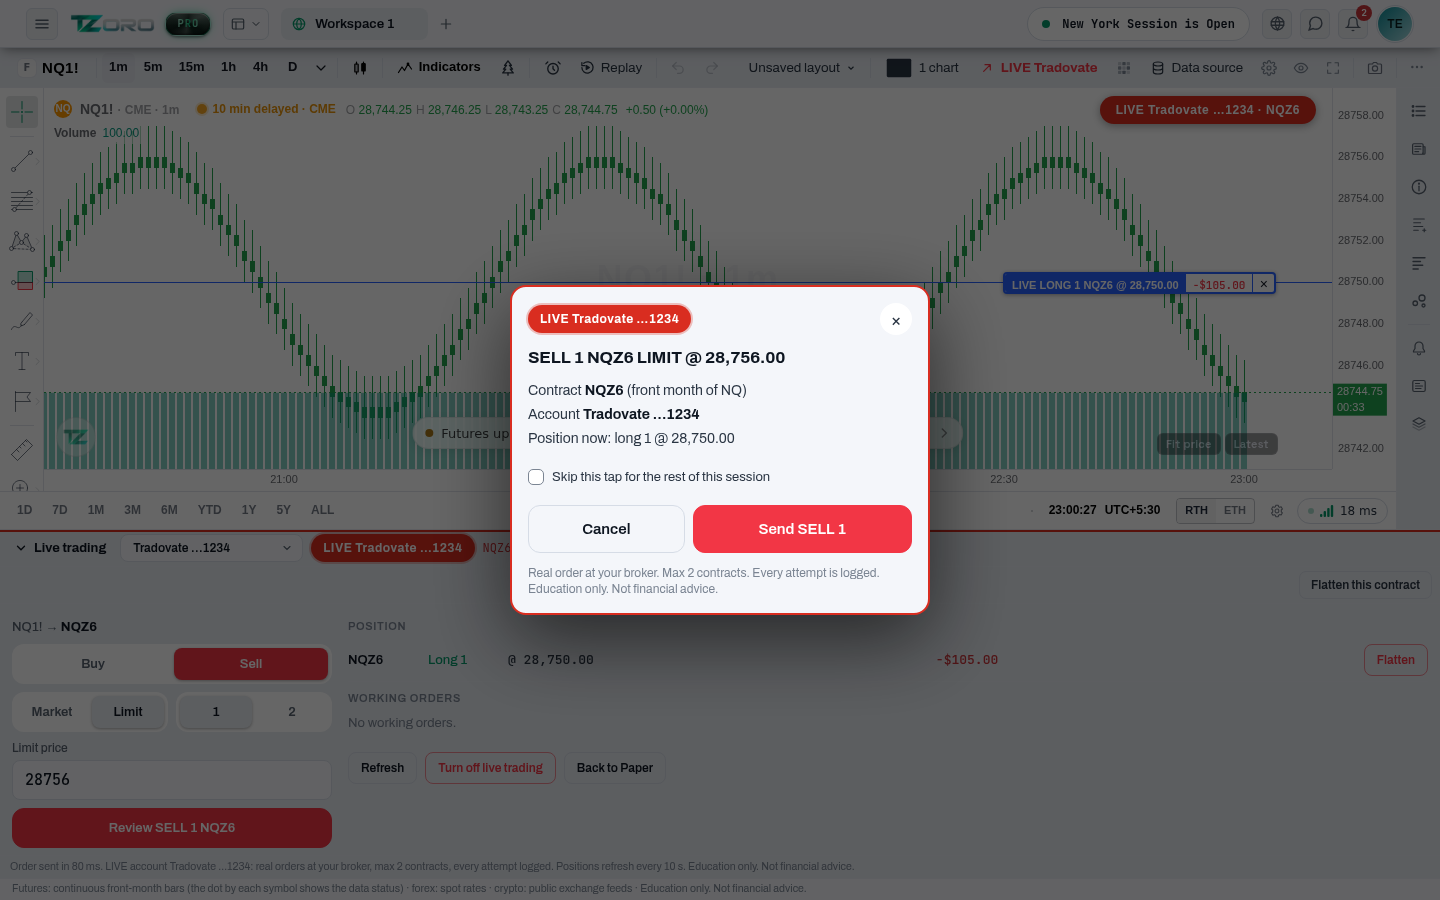 TZORO PRO Workspace 1 New York Session is Open 2 TE
F NQ1! 1m 5m 15m 1h 4h D Indicators Replay Unsaved layout 1 chart LIVE Tradovate Data source
NQ NQ1! · CME · 1m 10 min delayed · CME O 28,744.25 H 28,746.25 L 28,743.25 C 28,744.75 +0.50 (+0.00%)
LIVE Tradovate ...1234 · NQZ6
Volume 100.00
28758.00
28756.00
28754.00
28752.00
28750.00
28748.00
28746.00
28744.75
00:33
28742.00
NQ1! 1m
LIVE LONG 1 NQZ6 @ 28,750.00 -$105.00 ×
LIVE Tradovate ...1234 ×
SELL 1 NQZ6 LIMIT @ 28,756.00
Contract NQZ6 (front month of NQ)
Account Tradovate ...1234
Position now: long 1 @ 28,750.00
Skip this tap for the rest of this session
Cancel Send SELL 1
Real order at your broker. Max 2 contracts. Every attempt is logged.
Education only. Not financial advice.
TZ Futures up
Fit price Latest
21:00 22:30 23:00
1D 7D 1M 3M 6M YTD 1Y 5Y ALL 23:00:27 UTC+5:30 RTH ETH 18 ms
Live trading Tradovate ...1234 LIVE Tradovate ...1234 NQZ6
Flatten this contract
NQ1! → NQZ6
Buy Sell
Market Limit 1 2
Limit price
28756
Review SELL 1 NQZ6
POSITION
NQZ6 Long 1 @ 28,750.00 -$105.00 Flatten
WORKING ORDERS
No working orders.
Refresh Turn off live trading Back to Paper
Order sent in 80 ms. LIVE account Tradovate ...1234: real orders at your broker, max 2 contracts, every attempt logged. Positions refresh every 10 s. Education only. Not financial advice.
Futures: continuous front-month bars (the dot by each symbol shows the data status) · forex: spot rates · crypto: public exchange feeds · Education only. Not financial advice.